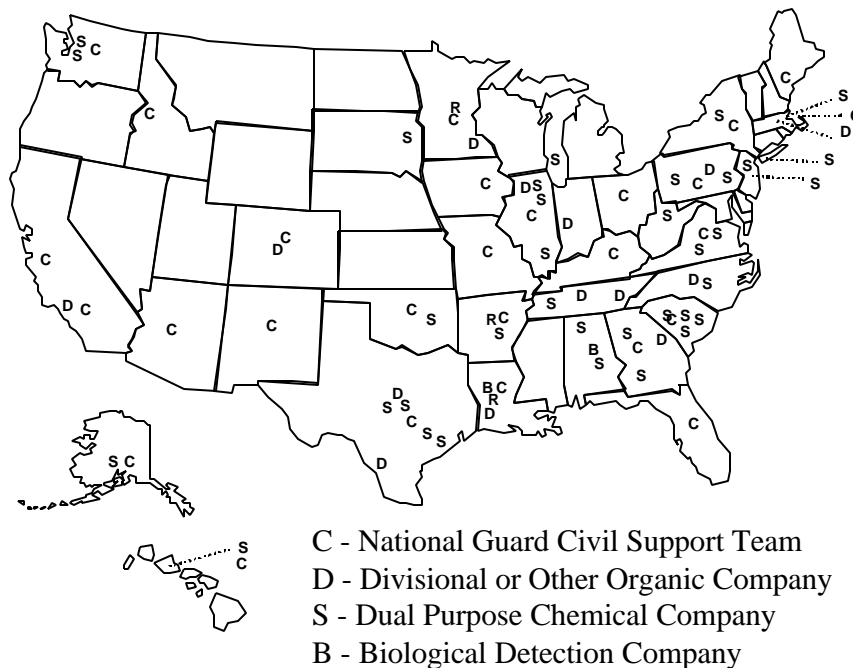 S
S C
C
R
C
D
S
C
S
C
S
C
D
S
S
S
S
S
C
D S
S
C
S
D
C
S
S C D S
S
C S
S
C
D
C
C
D
C
C
C
D C
C
C
S
R C
S
S D D
D S
S
B
S
S
C
D
S
S S
C S
S
C
D
S S
C
S S
D
B C
R
D
C
S C
S
C
C - National Guard Civil Support Team
D - Divisional or Other Organic Company
S - Dual Purpose Chemical Company
B - Biological Detection Company